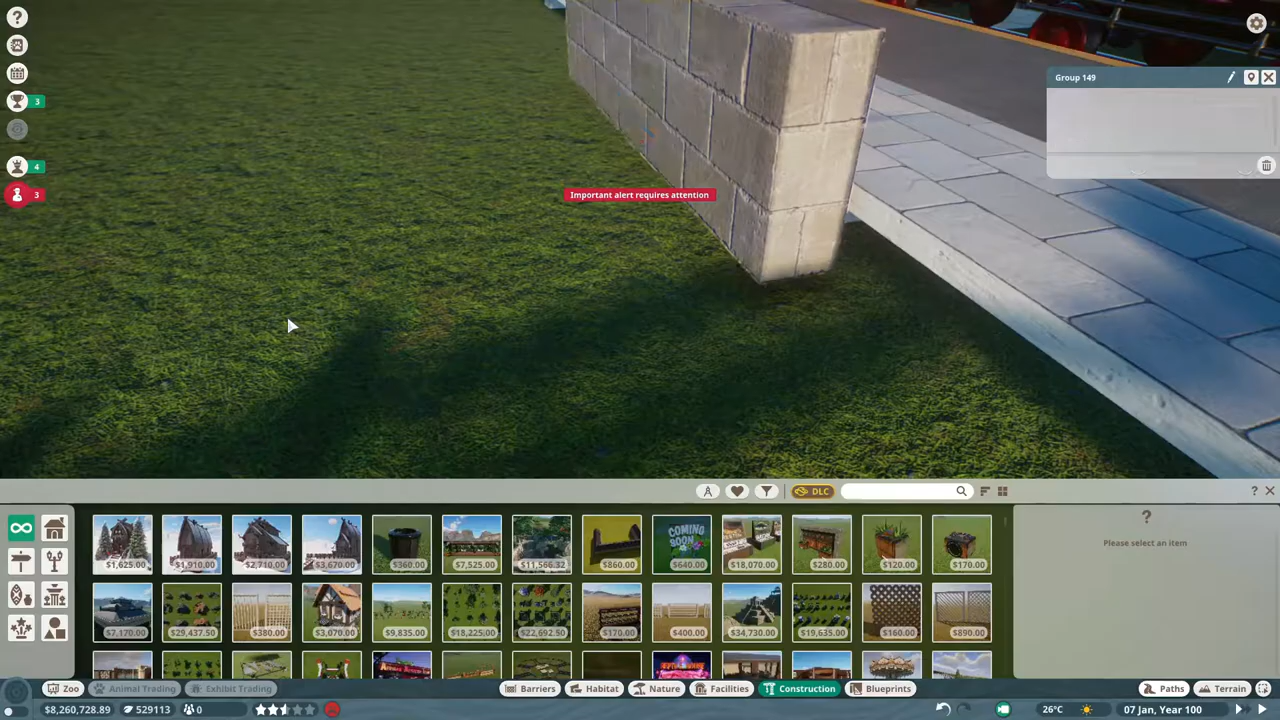 ?
3
4
3
Group 149
Important alert requires attention
DLC
?
?
Please select an item
$1,625.00
$1,910.00
$2,710.00
$3,670.00
$360.00
$7,525.00
$11,566.32
$860.00
COMING SOON
$640.00
$18,070.00
$280.00
$120.00
$170.00
$7,170.00
$29,437.50
$380.00
$3,070.00
$9,835.00
$18,225.00
$22,692.50
$170.00
$400.00
$34,730.00
$19,635.00
$160.00
$890.00
Zoo
Animal Trading
Exhibit Trading
Barriers
Habitat
Nature
Facilities
Construction
Blueprints
Paths
Terrain
$8,260,728.89
529113
0
26°C
07 Jan, Year 100